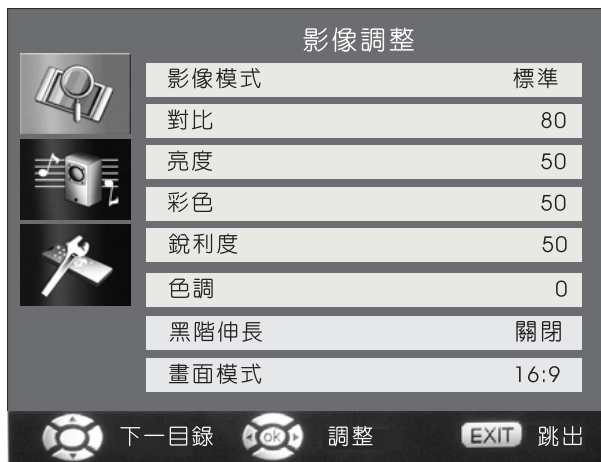 影像調整
影像模式 標準
對比 80
亮度 50
彩色 50
銳利度 50
色調 0
黑階伸長 關閉
畫面模式 16:9
下一目錄 ok 調整 EXIT 跳出